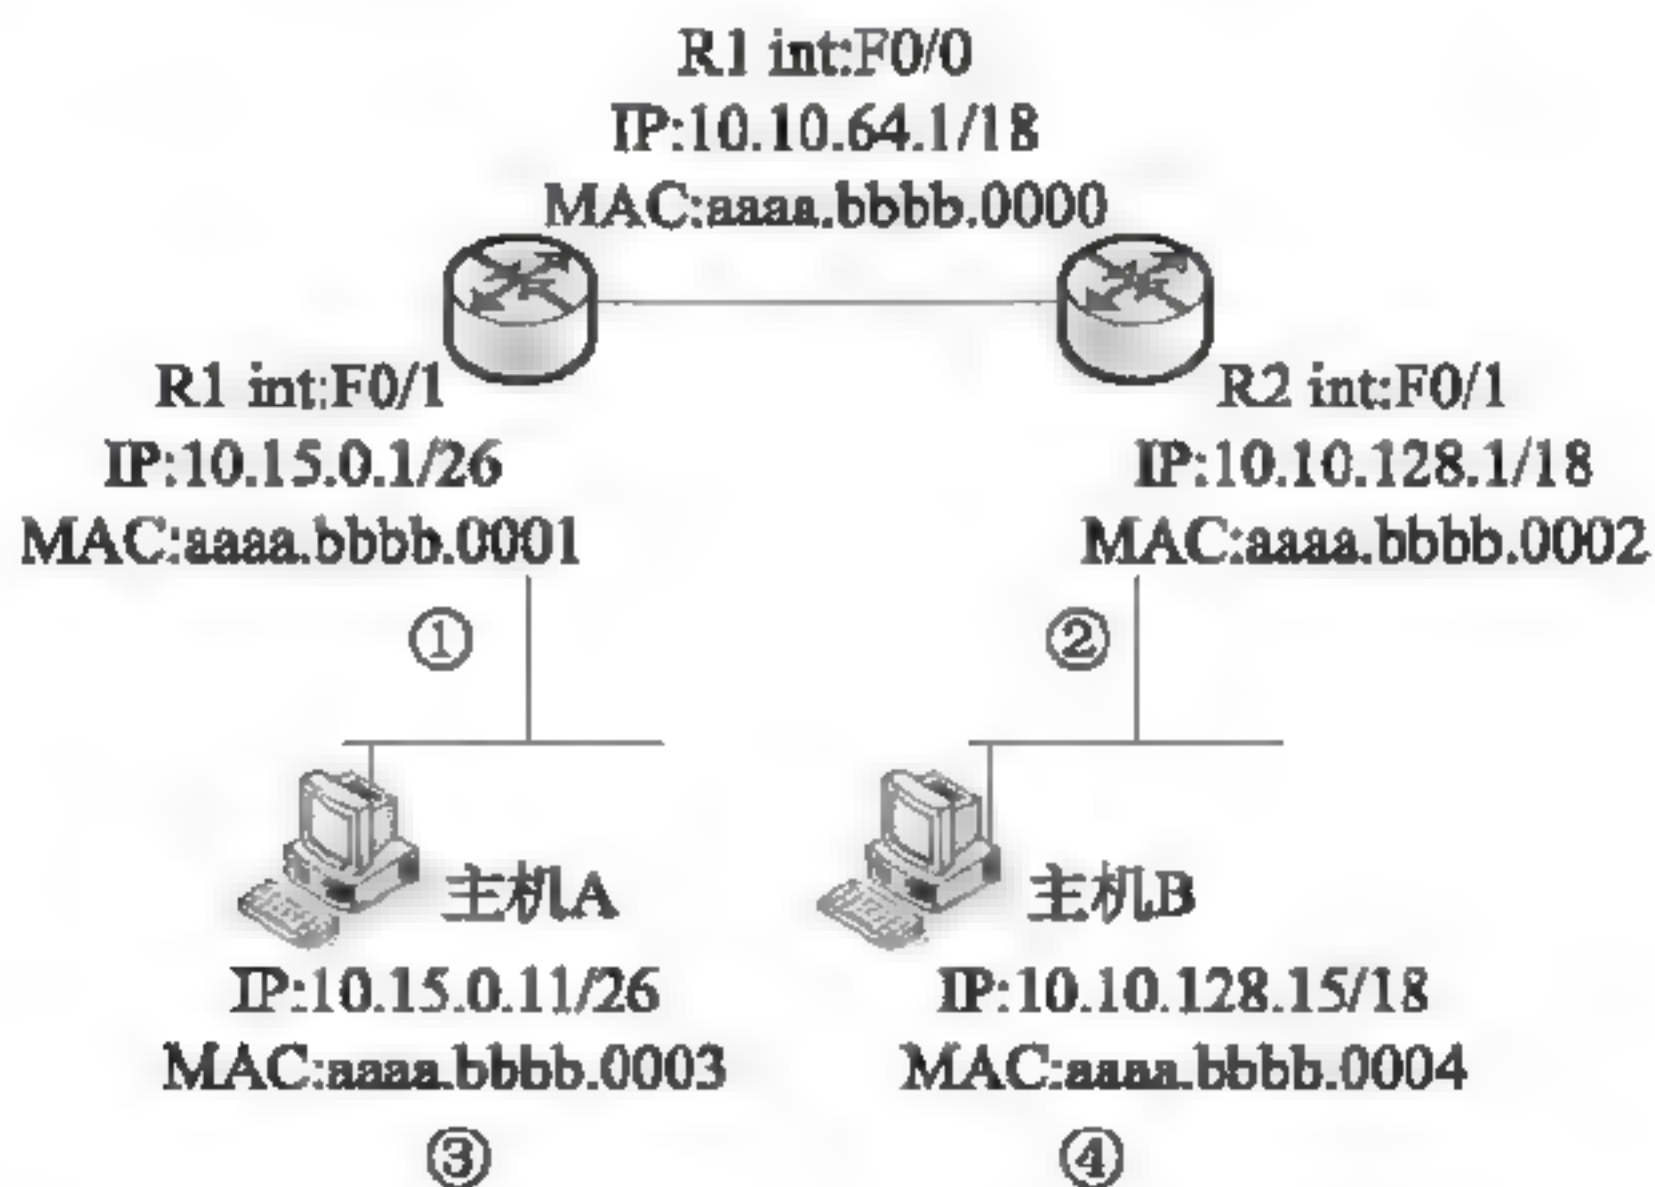 R1 int:F0/0
IP:10.10.64.1/18
MAC:aaaa.bbbb.0000
R1 int:F0/1
IP:10.15.0.1/26
MAC:aaaa.bbbb.0001
R2 int:F0/1
IP:10.10.128.1/18
MAC:aaaa.bbbb.0002
①
②
主机A
IP:10.15.0.11/26
MAC:aaaa.bbbb.0003
③
主机B
IP:10.10.128.15/18
MAC:aaaa.bbbb.0004
④